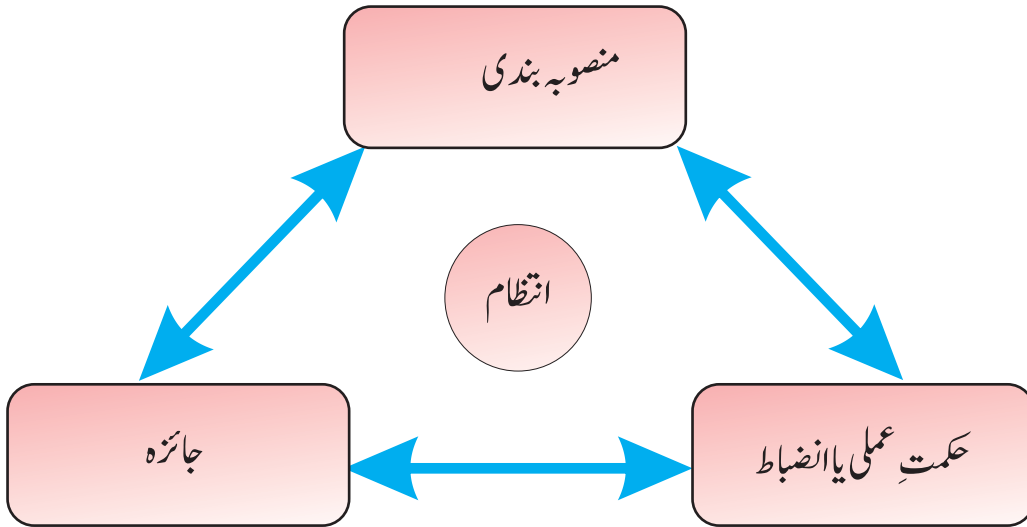 منصوبہ بندی
انتظام
حکمتِ عملی یا انضباط
جائزہ